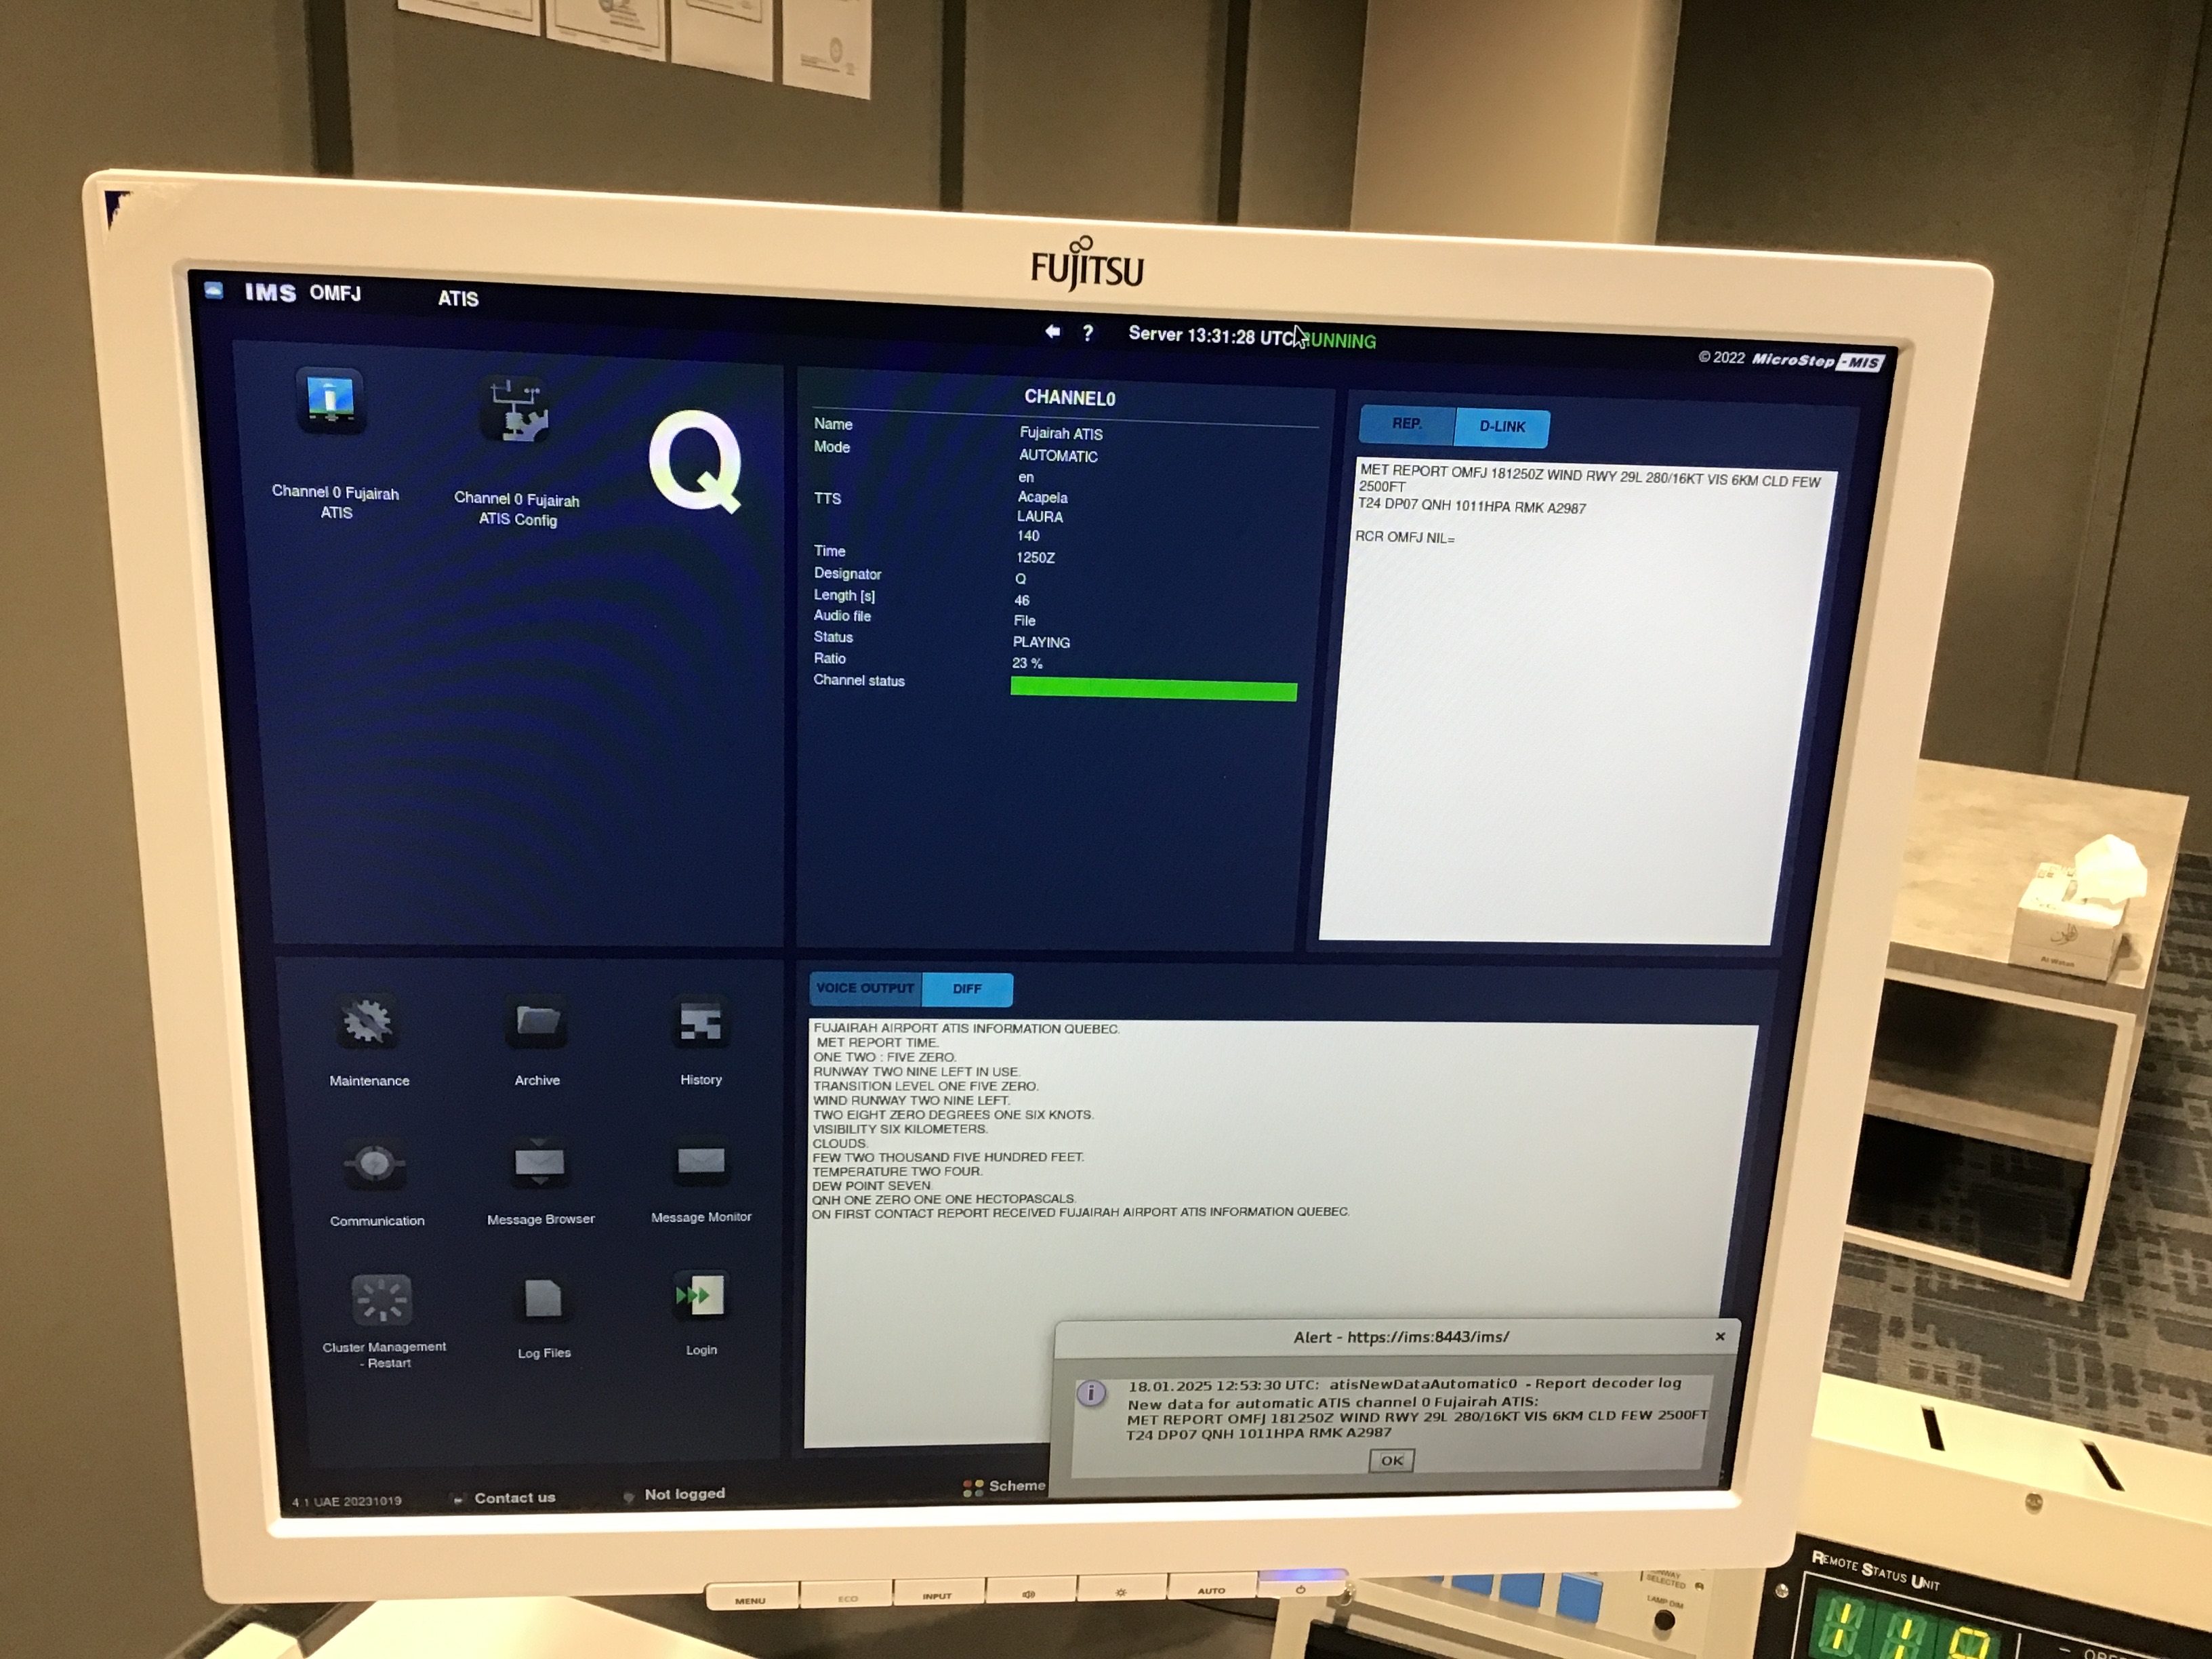 FUJITSU
IMS OMFJ ATIS
Server 13:31:28 UTC RUNNING
© 2022 MicroStep-MIS
Channel 0 Fujairah
ATIS
Channel 0 Fujairah
ATIS Config
Q
CHANNEL0
Name Fujairah ATIS
Mode AUTOMATIC
en
TTS Acapela
LAURA
140
Time 1250Z
Designator Q
Length [s] 46
Audio file File
Status PLAYING
Ratio 23 %
Channel status
REP. D-LINK
MET REPORT OMFJ 181250Z WIND RWY 29L 280/16KT VIS 6KM CLD FEW
2500FT
T24 DP07 QNH 1011HPA RMK A2987
RCR OMFJ NIL=
Maintenance Archive History
Communication Message Browser Message Monitor
Cluster Management
- Restart
Log Files Login
VOICE OUTPUT DIFF
FUJAIRAH AIRPORT ATIS INFORMATION QUEBEC.
MET REPORT TIME.
ONE TWO : FIVE ZERO.
RUNWAY TWO NINE LEFT IN USE.
TRANSITION LEVEL ONE FIVE ZERO.
WIND RUNWAY TWO NINE LEFT.
TWO EIGHT ZERO DEGREES ONE SIX KNOTS.
VISIBILITY SIX KILOMETERS.
CLOUDS.
FEW TWO THOUSAND FIVE HUNDRED FEET.
TEMPERATURE TWO FOUR.
DEW POINT SEVEN.
QNH ONE ZERO ONE ONE HECTOPASCALS.
ON FIRST CONTACT REPORT RECEIVED FUJAIRAH AIRPORT ATIS INFORMATION QUEBEC.
Alert - https://ims:8443/ims/
18.01.2025 12:53:30 UTC: atisNewDataAutomatic0 - Report decoder log
New data for automatic ATIS channel 0 Fujairah ATIS:
MET REPORT OMFJ 181250Z WIND RWY 29L 280/16KT VIS 6KM CLD FEW 2500FT
T24 DP07 QNH 1011HPA RMK A2987
OK
4.1 UAE 20231019 Contact us Not logged Scheme
MENU ECO INPUT AUTO
SELECTED
LAMP DIM
REMOTE STATUS UNIT